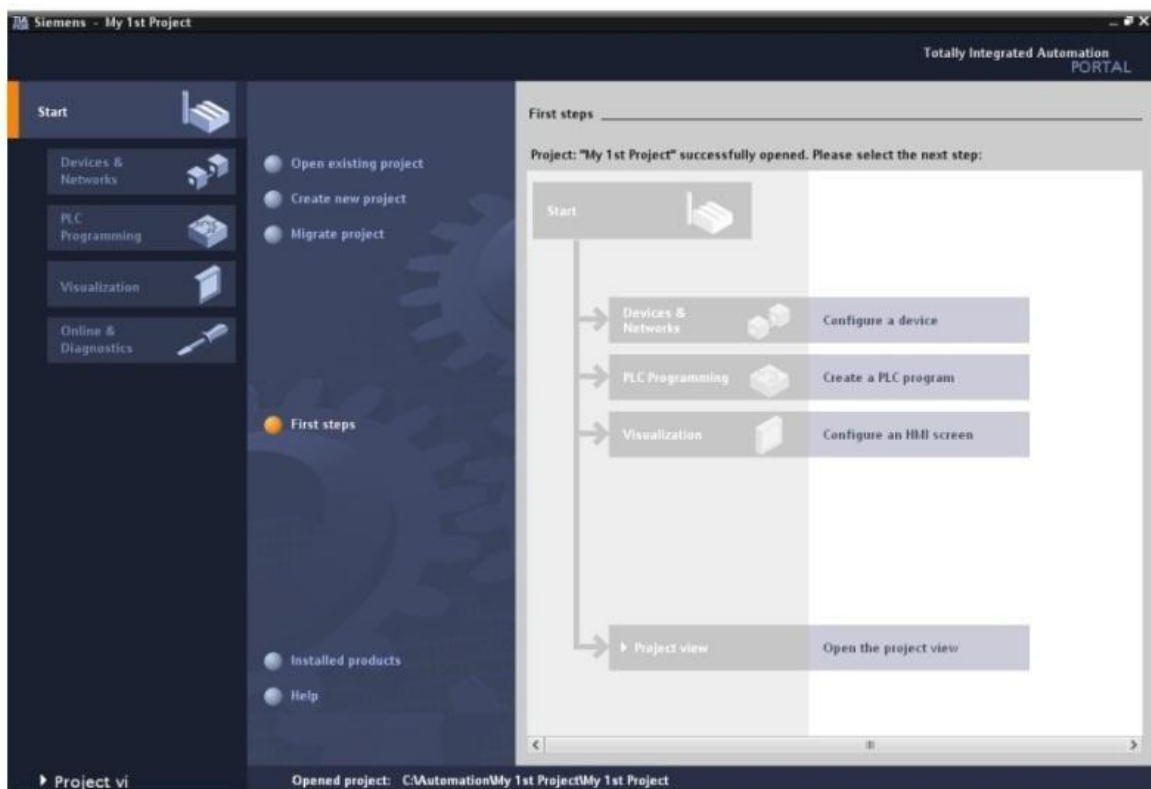 Siemens - My 1st Project
Totally Integrated Automation
PORTAL
Start
Devices &
Networks
PLC
Programming
Visualization
Online &
Diagnostics
Open existing project
Create new project
Migrate project
First steps
Installed products
Help
First steps
Project: "My 1st Project" successfully opened. Please select the next step:
Start
Devices &
Networks
Configure a device
PLC Programming
Create a PLC program
Visualization
Configure an HMI screen
Project view
Open the project view
Project vi
Opened project: C:\Automation\My 1st Project\My 1st Project